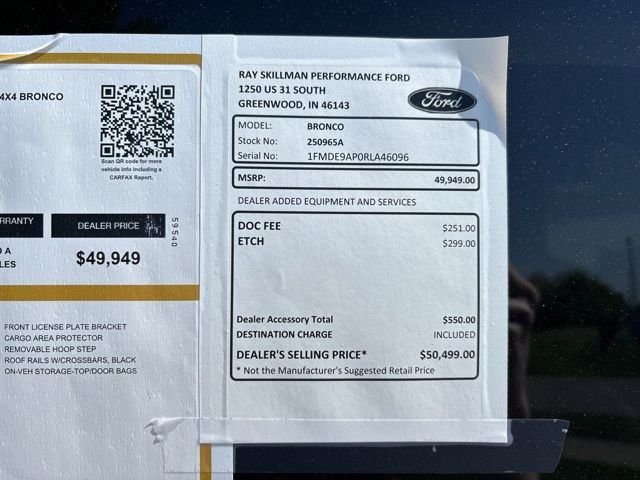 4X4 BRONCO
Scan QR code for more
vehicle info including a
CARFAX Report.
DEALER PRICE
59540
$49,949
FRONT LICENSE PLATE BRACKET
CARGO AREA PROTECTOR
REMOVABLE HOOP STEP
ROOF RAILS W/CROSSBARS, BLACK
ON-VEH STORAGE-TOP/DOOR BAGS
RAY SKILLMAN PERFORMANCE FORD
1250 US 31 SOUTH
GREENWOOD, IN 46143
Ford
MODEL: BRONCO
Stock No: 250965A
Serial No: 1FMDE9AP0RLA46096
MSRP: 49,949.00
DEALER ADDED EQUIPMENT AND SERVICES
DOC FEE $251.00
ETCH $299.00
Dealer Accessory Total $550.00
DESTINATION CHARGE INCLUDED
DEALER'S SELLING PRICE* $50,499.00
* Not the Manufacturer's Suggested Retail Price